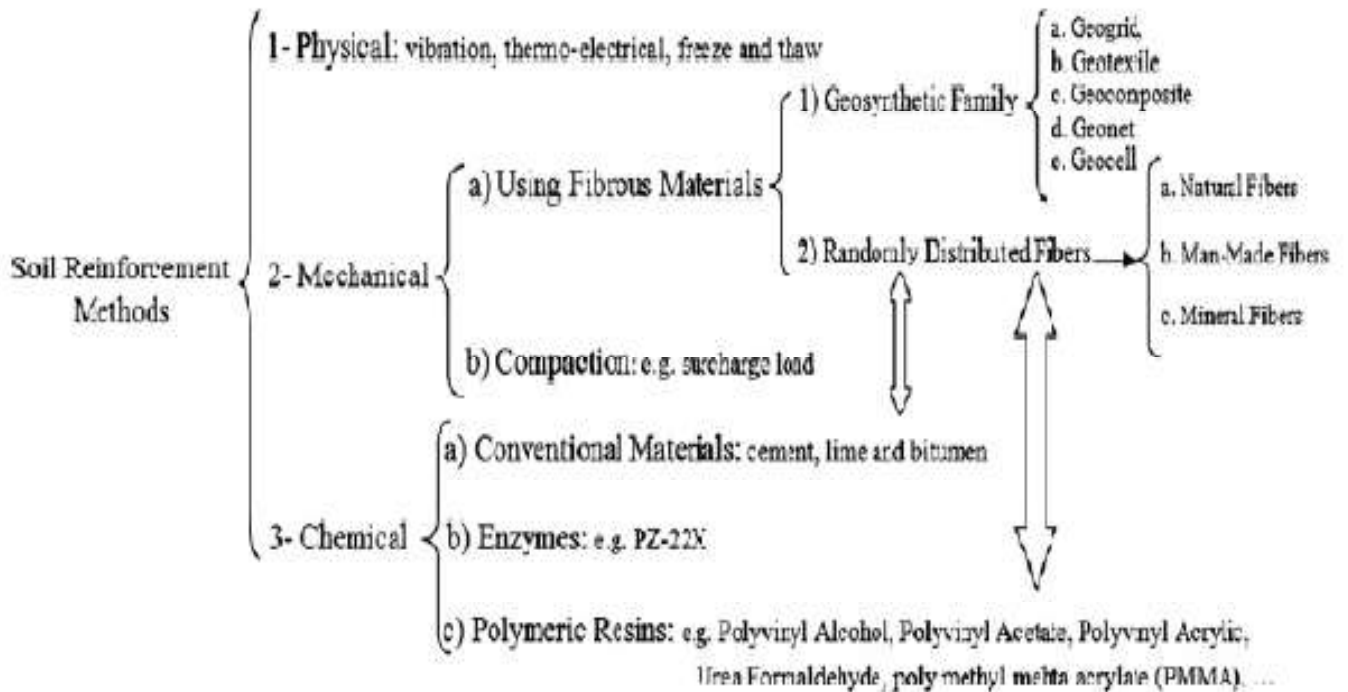 1- Physical: vibration, thermo-electrical, freeze and thaw
1) Geosynthetic Family
a. Geogrid,
b. Geotextile
c. Geoconposite
d. Geonet
e. Geocell
a) Using Fibrous Materials
2) Randomly Distributed Fibers
a. Natural Fibers
b. Man-Made Fibers
c. Mineral Fibers
Soil Reinforcement
Methods
2- Mechanical
b) Compaction: e.g. surcharge load
3- Chemical
a) Conventional Materials: cement, lime and bitumen
b) Enzymes: e.g. PZ-22X
c) Polymeric Resins: e.g. Polyvinyl Alcohol, Polyvinyl Acetate, Polyvinyl Acrylic,
Urea Formaldehyde, poly methyl mehta acrylate (PMMA), ...